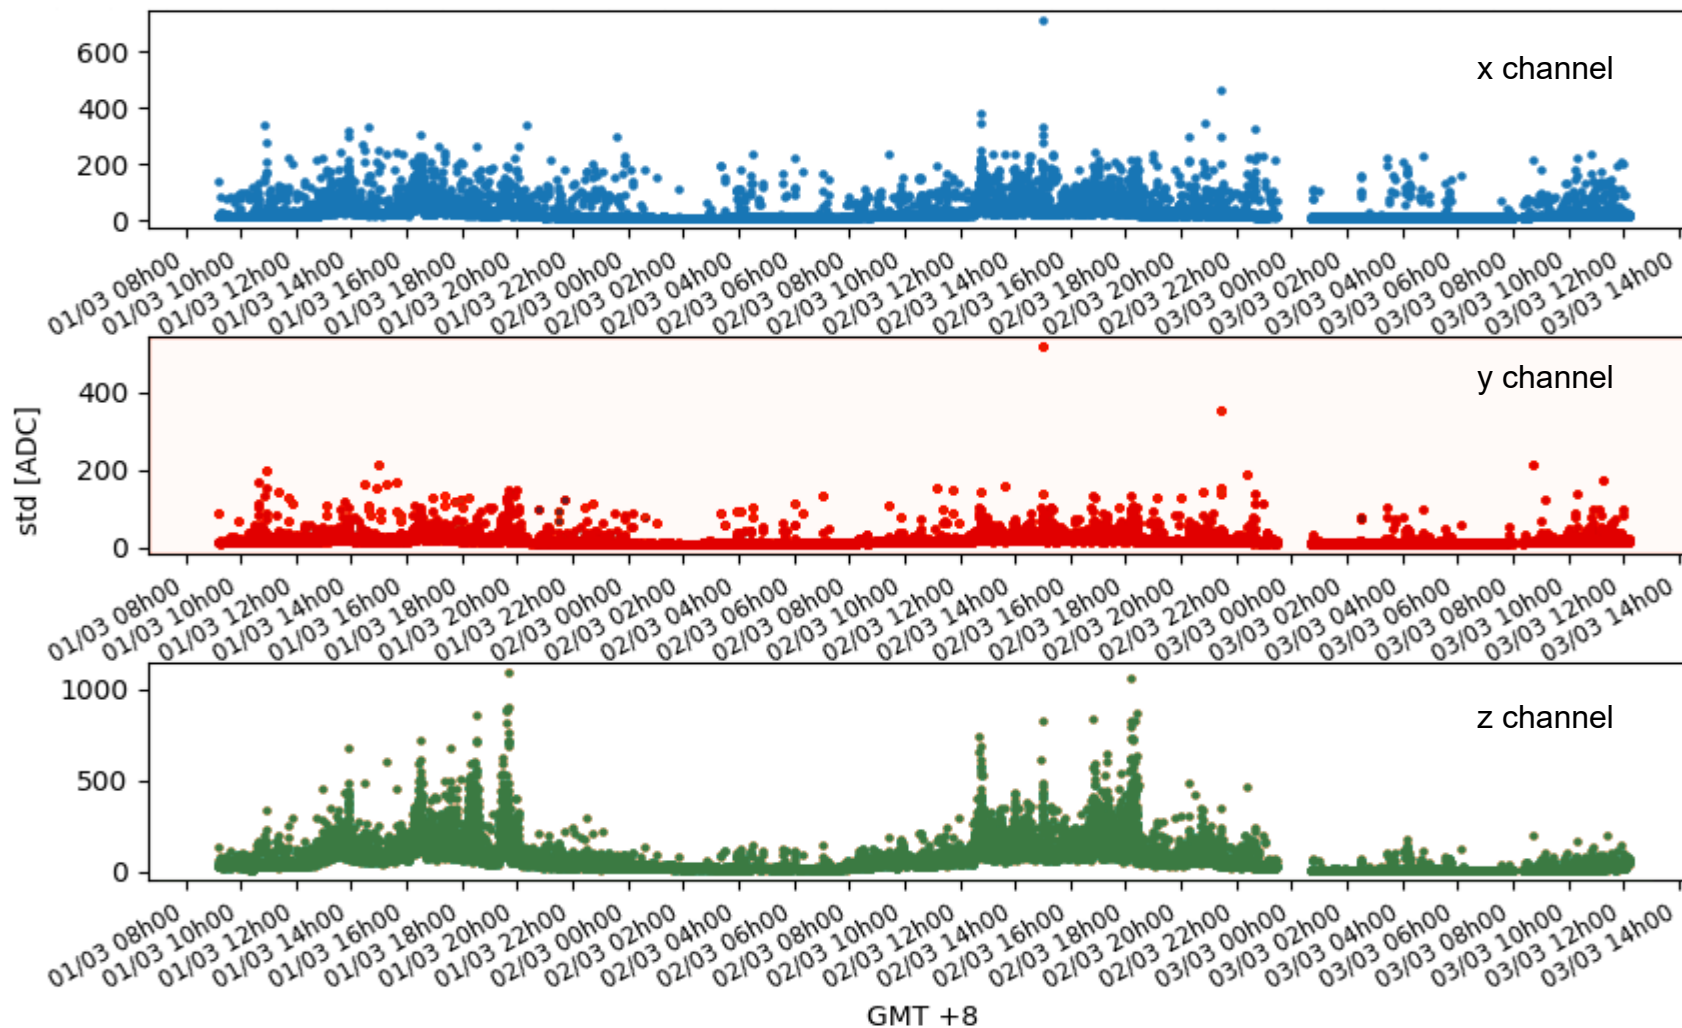 x channel
600
400
200
0
01/03 08h00 01/03 10h00 01/03 12h00 01/03 14h00 01/03 16h00 01/03 18h00 01/03 20h00 01/03 22h00 02/03 00h00 02/03 02h00 02/03 04h00 02/03 06h00 02/03 08h00 02/03 10h00 02/03 12h00 02/03 14h00 02/03 16h00 02/03 18h00 02/03 20h00 02/03 22h00 03/03 00h00 03/03 02h00 03/03 04h00 03/03 06h00 03/03 08h00 03/03 10h00 03/03 12h00 03/03 14h00
std [ADC]
y channel
400
200
0
01/03 08h00 01/03 10h00 01/03 12h00 01/03 14h00 01/03 16h00 01/03 18h00 01/03 20h00 01/03 22h00 02/03 00h00 02/03 02h00 02/03 04h00 02/03 06h00 02/03 08h00 02/03 10h00 02/03 12h00 02/03 14h00 02/03 16h00 02/03 18h00 02/03 20h00 02/03 22h00 03/03 00h00 03/03 02h00 03/03 04h00 03/03 06h00 03/03 08h00 03/03 10h00 03/03 12h00 03/03 14h00
z channel
1000
500
0
01/03 08h00 01/03 10h00 01/03 12h00 01/03 14h00 01/03 16h00 01/03 18h00 01/03 20h00 01/03 22h00 02/03 00h00 02/03 02h00 02/03 04h00 02/03 06h00 02/03 08h00 02/03 10h00 02/03 12h00 02/03 14h00 02/03 16h00 02/03 18h00 02/03 20h00 02/03 22h00 03/03 00h00 03/03 02h00 03/03 04h00 03/03 06h00 03/03 08h00 03/03 10h00 03/03 12h00 03/03 14h00
GMT +8